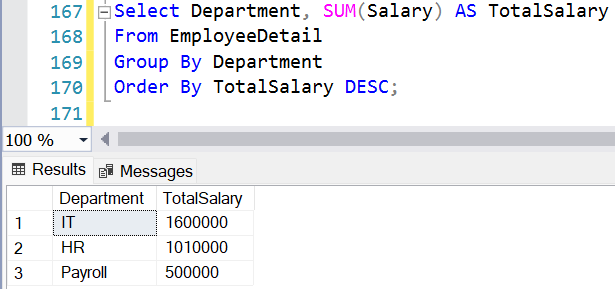 167 Select Department, SUM(Salary) AS TotalSalary
168 From EmployeeDetail
169 Group By Department
170 Order By TotalSalary DESC;
171
100 %
Results Messages
Department TotalSalary
1 IT 1600000
2 HR 1010000
3 Payroll 500000